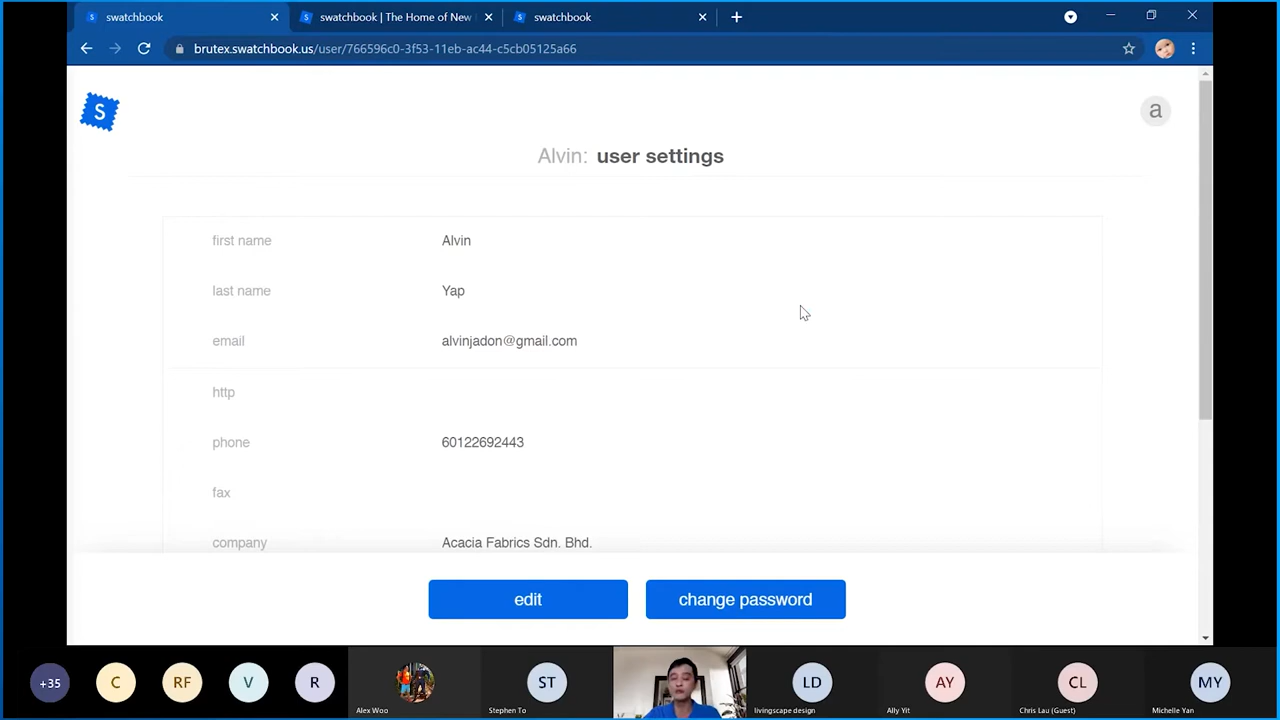 swatchbook
swatchbook | The Home of New
swatchbook
brutex.swatchbook.us/user/766596c0-3f53-11eb-ac44-c5cb05125a66
S
a
Alvin: user settings
first name Alvin
last name Yap
email alvinjadon@gmail.com
http
phone 60122692443
fax
company Acacia Fabrics Sdn. Bhd.
edit change password
+35 C RF V R ST LD AY CL MY
Alex Woo Stephen To livingscape design Ally Yit Chris Lau (Guest) Michelle Yan